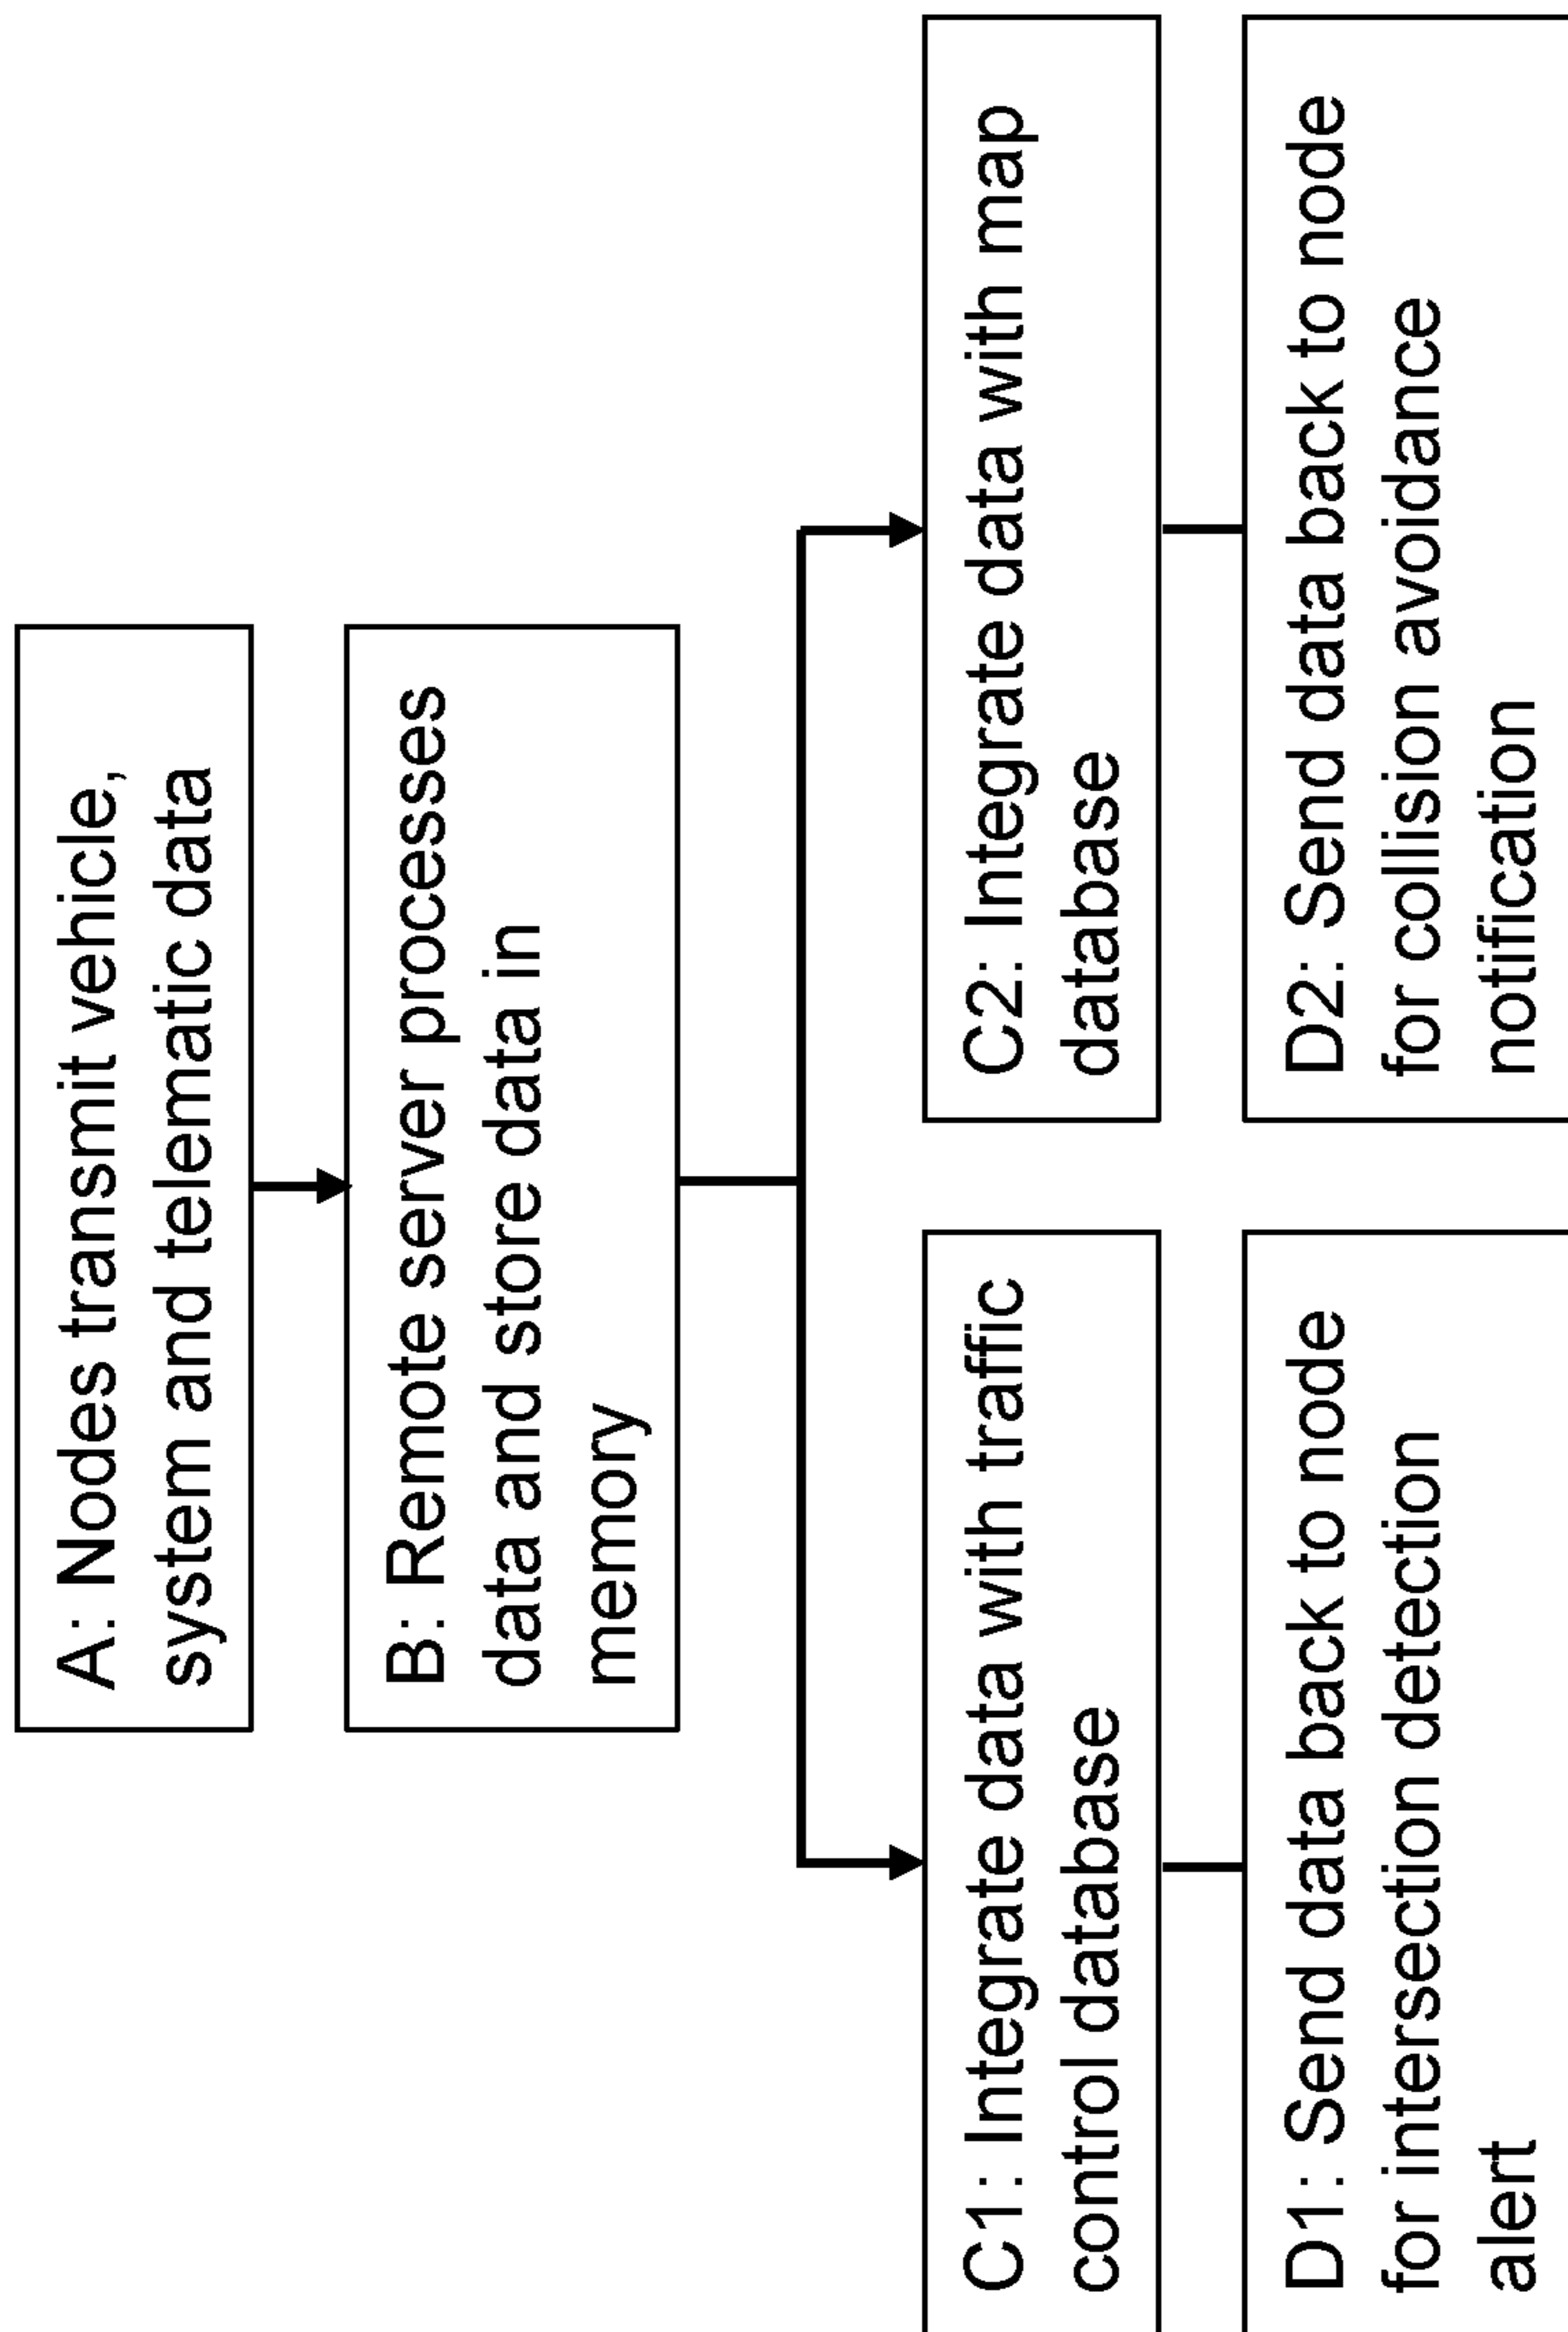 A: Nodes transmit vehicle,
system and telematic data
B: Remote server processes
data and store data in
memory
C1: Integrate data with traffic
control database
C2: Integrate data with map
database
D1: Send data back to node
for intersection detection
alert
D2: Send data back to node
for collision avoidance
notification